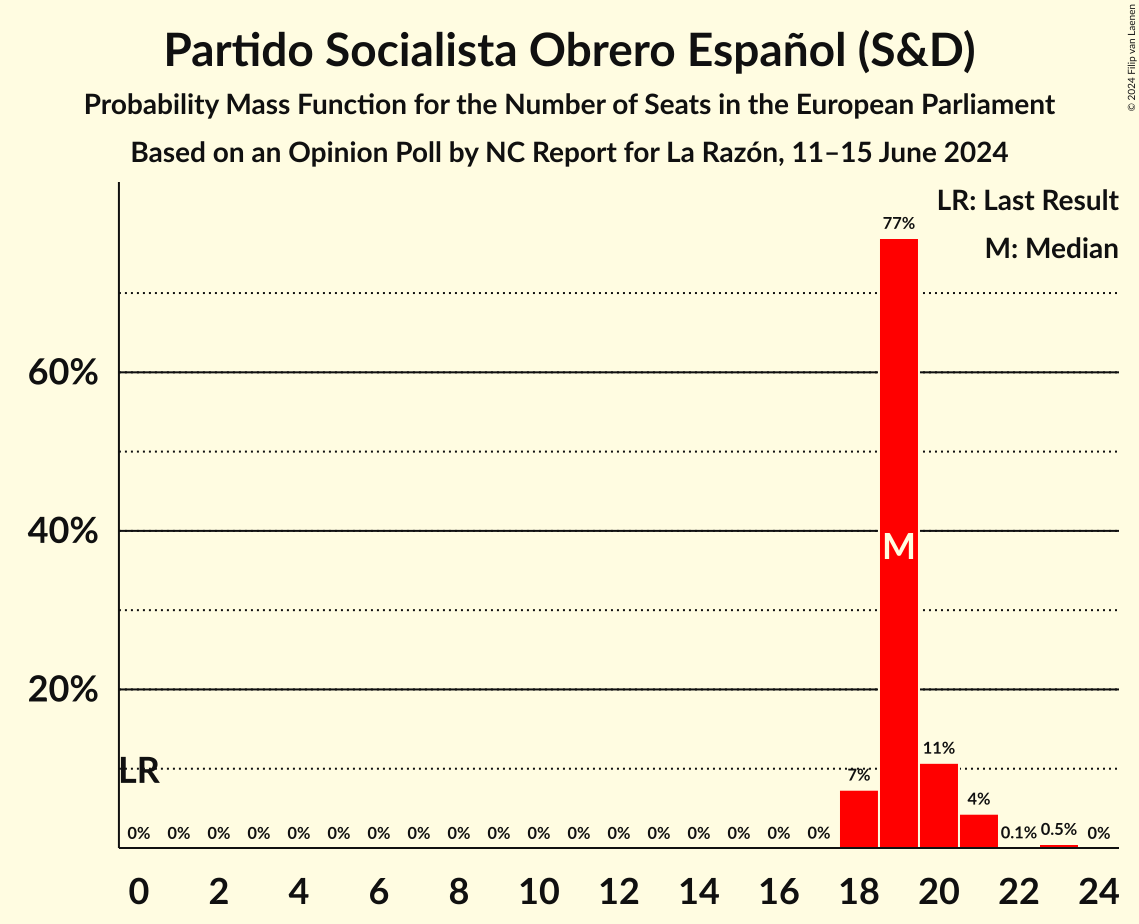 Partido Socialista Obrero Español (S&D)
Probability Mass Function for the Number of Seats in the European Parliament
Based on an Opinion Poll by NC Report for La Razón, 11–15 June 2024
© 2024 Filip van Laenen
LR: Last Result
M: Median
77%
60%
40%
M
20%
LR
11%
7%
4%
0% 0% 0% 0% 0% 0% 0% 0% 0% 0% 0% 0% 0% 0% 0% 0% 0% 0% 0.1% 0.5% 0%
0 2 4 6 8 10 12 14 16 18 20 22 24